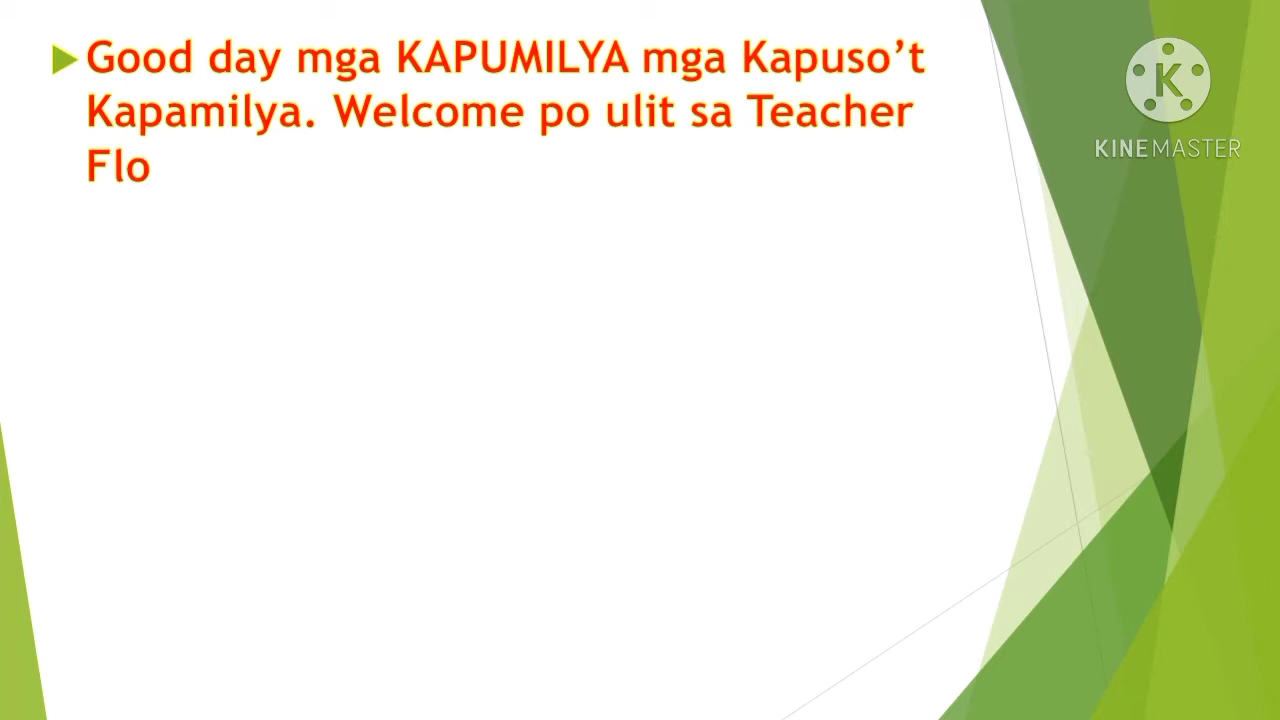 Good day mga KAPUMILYA mga Kapuso’t
Kapamilya. Welcome po ulit sa Teacher
Flo
K
KINEMASTER